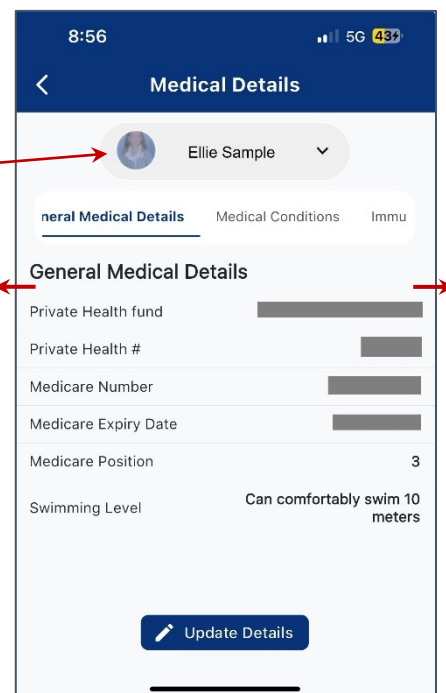 8:56 5G 43
Medical Details
Ellie Sample
neral Medical Details Medical Conditions Immu
General Medical Details
Private Health fund
Private Health #
Medicare Number
Medicare Expiry Date
Medicare Position 3
Swimming Level Can comfortably swim 10
meters
Update Details